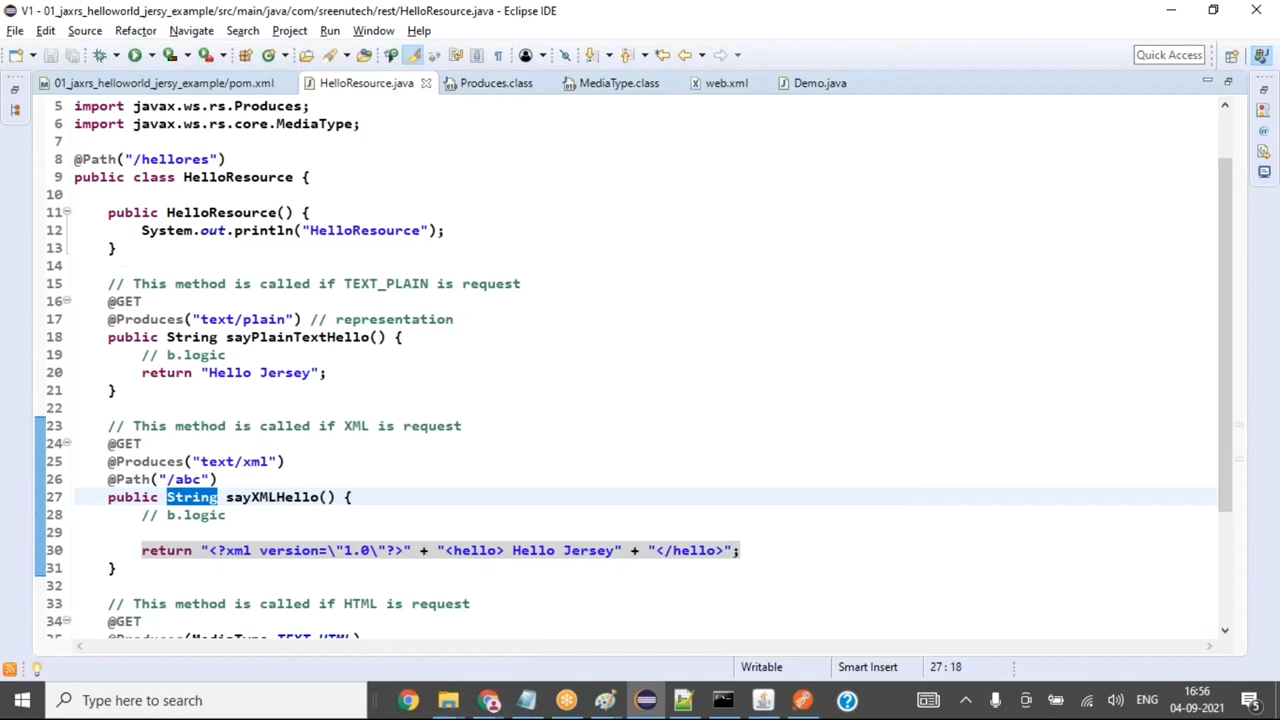 V1 - 01_jaxrs_helloworld_jersy_example/src/main/java/com/sreenutech/rest/HelloResource.java - Eclipse IDE
File Edit Source Refactor Navigate Search Project Run Window Help
Quick Access
01_jaxrs_helloworld_jersy_example/pom.xml HelloResource.java Produces.class MediaType.class web.xml Demo.java
5 import javax.ws.rs.Produces;
6 import javax.ws.rs.core.MediaType;
7
8 @Path("/hellores")
9 public class HelloResource {
10
11 public HelloResource() {
12 System.out.println("HelloResource");
13 }
14
15 // This method is called if TEXT_PLAIN is request
16 @GET
17 @Produces("text/plain") // representation
18 public String sayPlainTextHello() {
19 // b.logic
20 return "Hello Jersey";
21 }
22
23 // This method is called if XML is request
24 @GET
25 @Produces("text/xml")
26 @Path("/abc")
27 public String sayXMLHello() {
28 // b.logic
29
30 return "<?xml version=\"1.0\"?>" + "<hello> Hello Jersey" + "</hello>";
31 }
32
33 // This method is called if HTML is request
34 @GET
35 @Produces(MediaType.TEXT_HTML)
Writable Smart Insert 27 : 18
Type here to search
ENG
16:56
04-09-2021
5